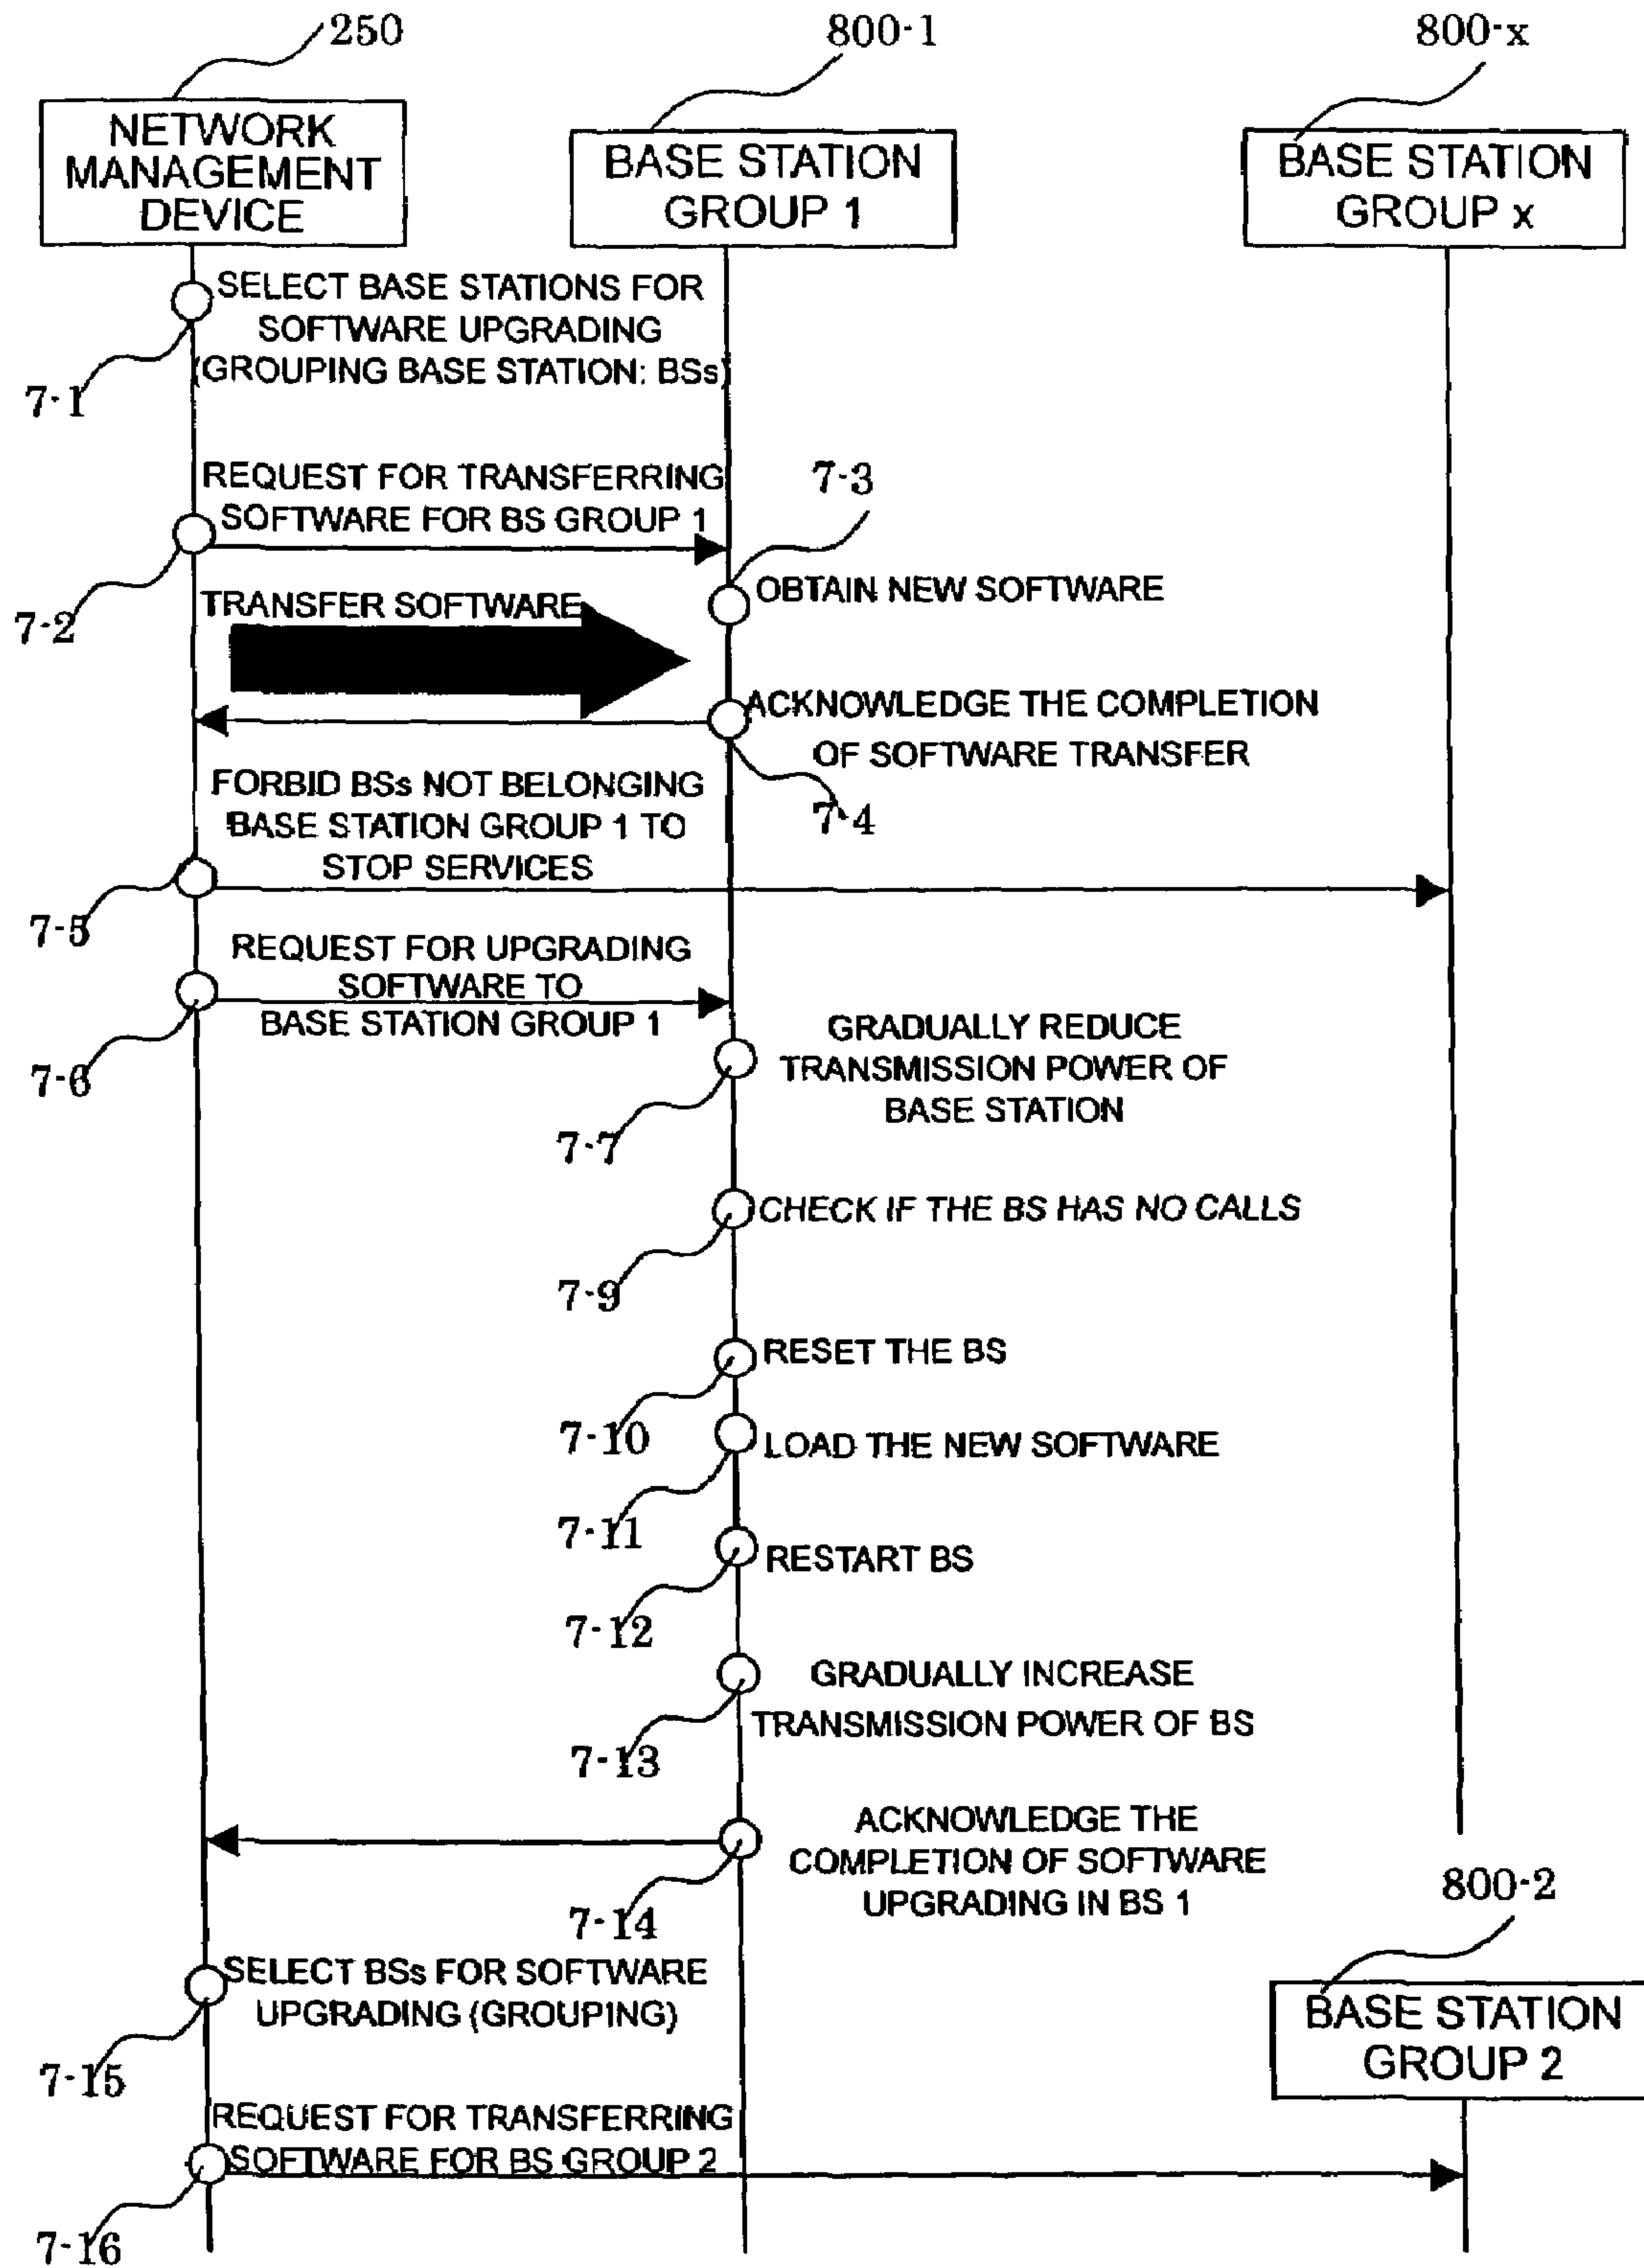 250
800-1
800-x
NETWORK
MANAGEMENT
DEVICE
BASE STATION
GROUP 1
BASE STATION
GROUP x
SELECT BASE STATIONS FOR
SOFTWARE UPGRADING
(GROUPING BASE STATION: BSs)
7-1
REQUEST FOR TRANSFERRING
SOFTWARE FOR BS GROUP 1
7-2
7-3
OBTAIN NEW SOFTWARE
TRANSFER SOFTWARE
ACKNOWLEDGE THE COMPLETION
OF SOFTWARE TRANSFER
7-4
FORBID BSs NOT BELONGING
BASE STATION GROUP 1 TO
STOP SERVICES
7-5
REQUEST FOR UPGRADING
SOFTWARE TO
BASE STATION GROUP 1
7-6
GRADUALLY REDUCE
TRANSMISSION POWER OF
BASE STATION
7-7
CHECK IF THE BS HAS NO CALLS
7-9
RESET THE BS
7-10
LOAD THE NEW SOFTWARE
7-11
RESTART BS
7-12
GRADUALLY INCREASE
TRANSMISSION POWER OF BS
7-13
ACKNOWLEDGE THE
COMPLETION OF SOFTWARE
UPGRADING IN BS 1
7-14
800-2
BASE STATION
GROUP 2
SELECT BSs FOR SOFTWARE
UPGRADING (GROUPING)
7-15
REQUEST FOR TRANSFERRING
SOFTWARE FOR BS GROUP 2
7-16